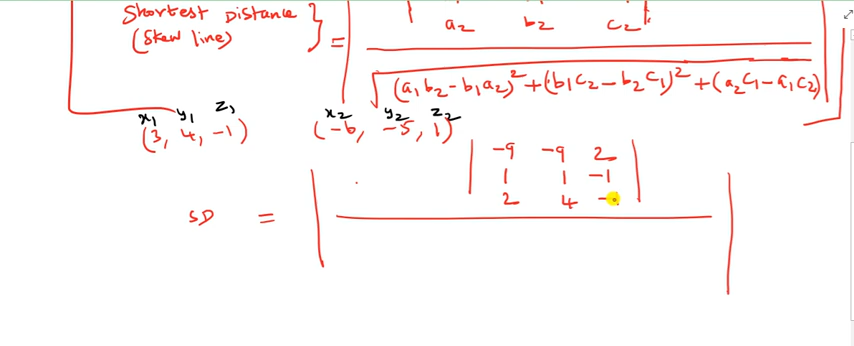 Shortest Distance
(Skew line)
=
a2 b2 c2
√(a1b2-b1a2)²+(b1c2-b2c1)²+(a2c1-a1c2)
x1 y1 z1 x2 y2 z2
(3, 4, -1) (-6, -5, 1)
-9 -9 2
1 1 -1
SD = 2 4 -